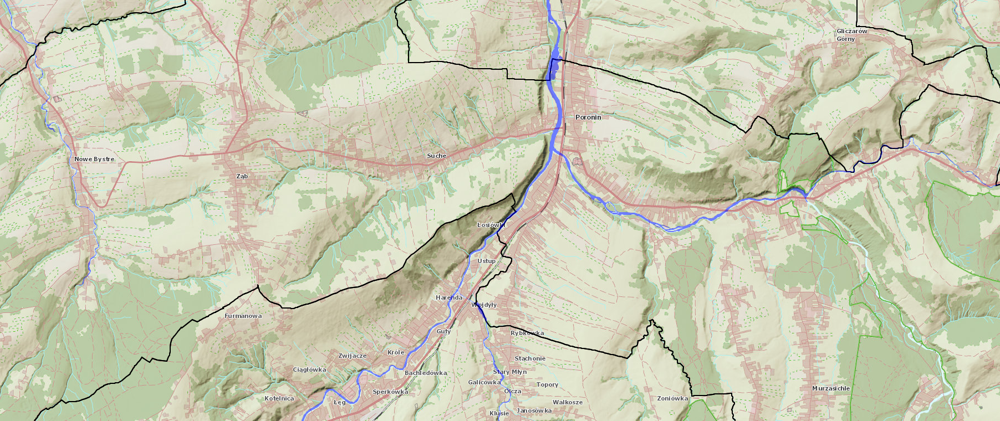 Gliczarów
Górny
Poronin
Suche
Nowe Bystre
Ząb
Łosiówki
Ustup
Harenda
Wojdyły
Furmanowa
Guty
Rybkówka
Króle
Zwijacze
Stachonie
Ciągłówka
Bachledówka
Stary Młyn
Galicówka
Topory
Murzasichle
Sperkówka
Olcza
Kotelnica
Zoniówka
Łęg
Walkosze
Janosówka
Klusie